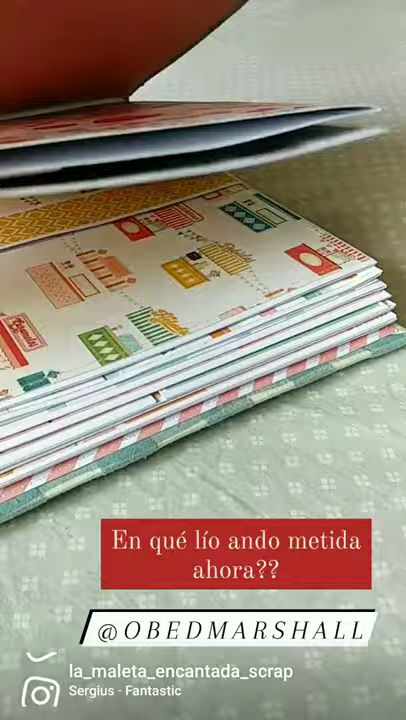 En qué lío ando metida
ahora??
@OBEDMARSHALL
la_maleta_encantada_scrap
Sergius · Fantastic